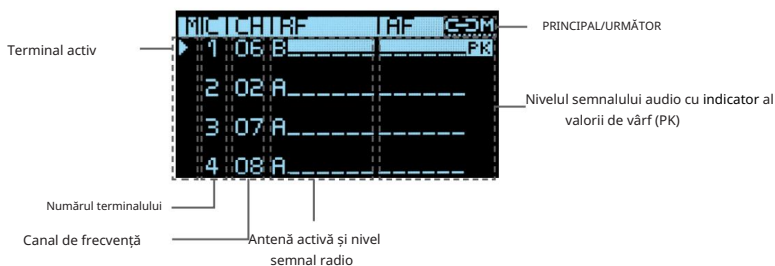 MIC CH RF AF M
PRINCIPAL/URMĂTOR
Terminal activ
1 06 B PK
2 02 A
Nivelul semnalului audio cu indicator al
valorii de vârf (PK)
3 07 A
4 08 A
Numărul terminalului
Canal de frecvență
Antenă activă și nivel
semnal radio